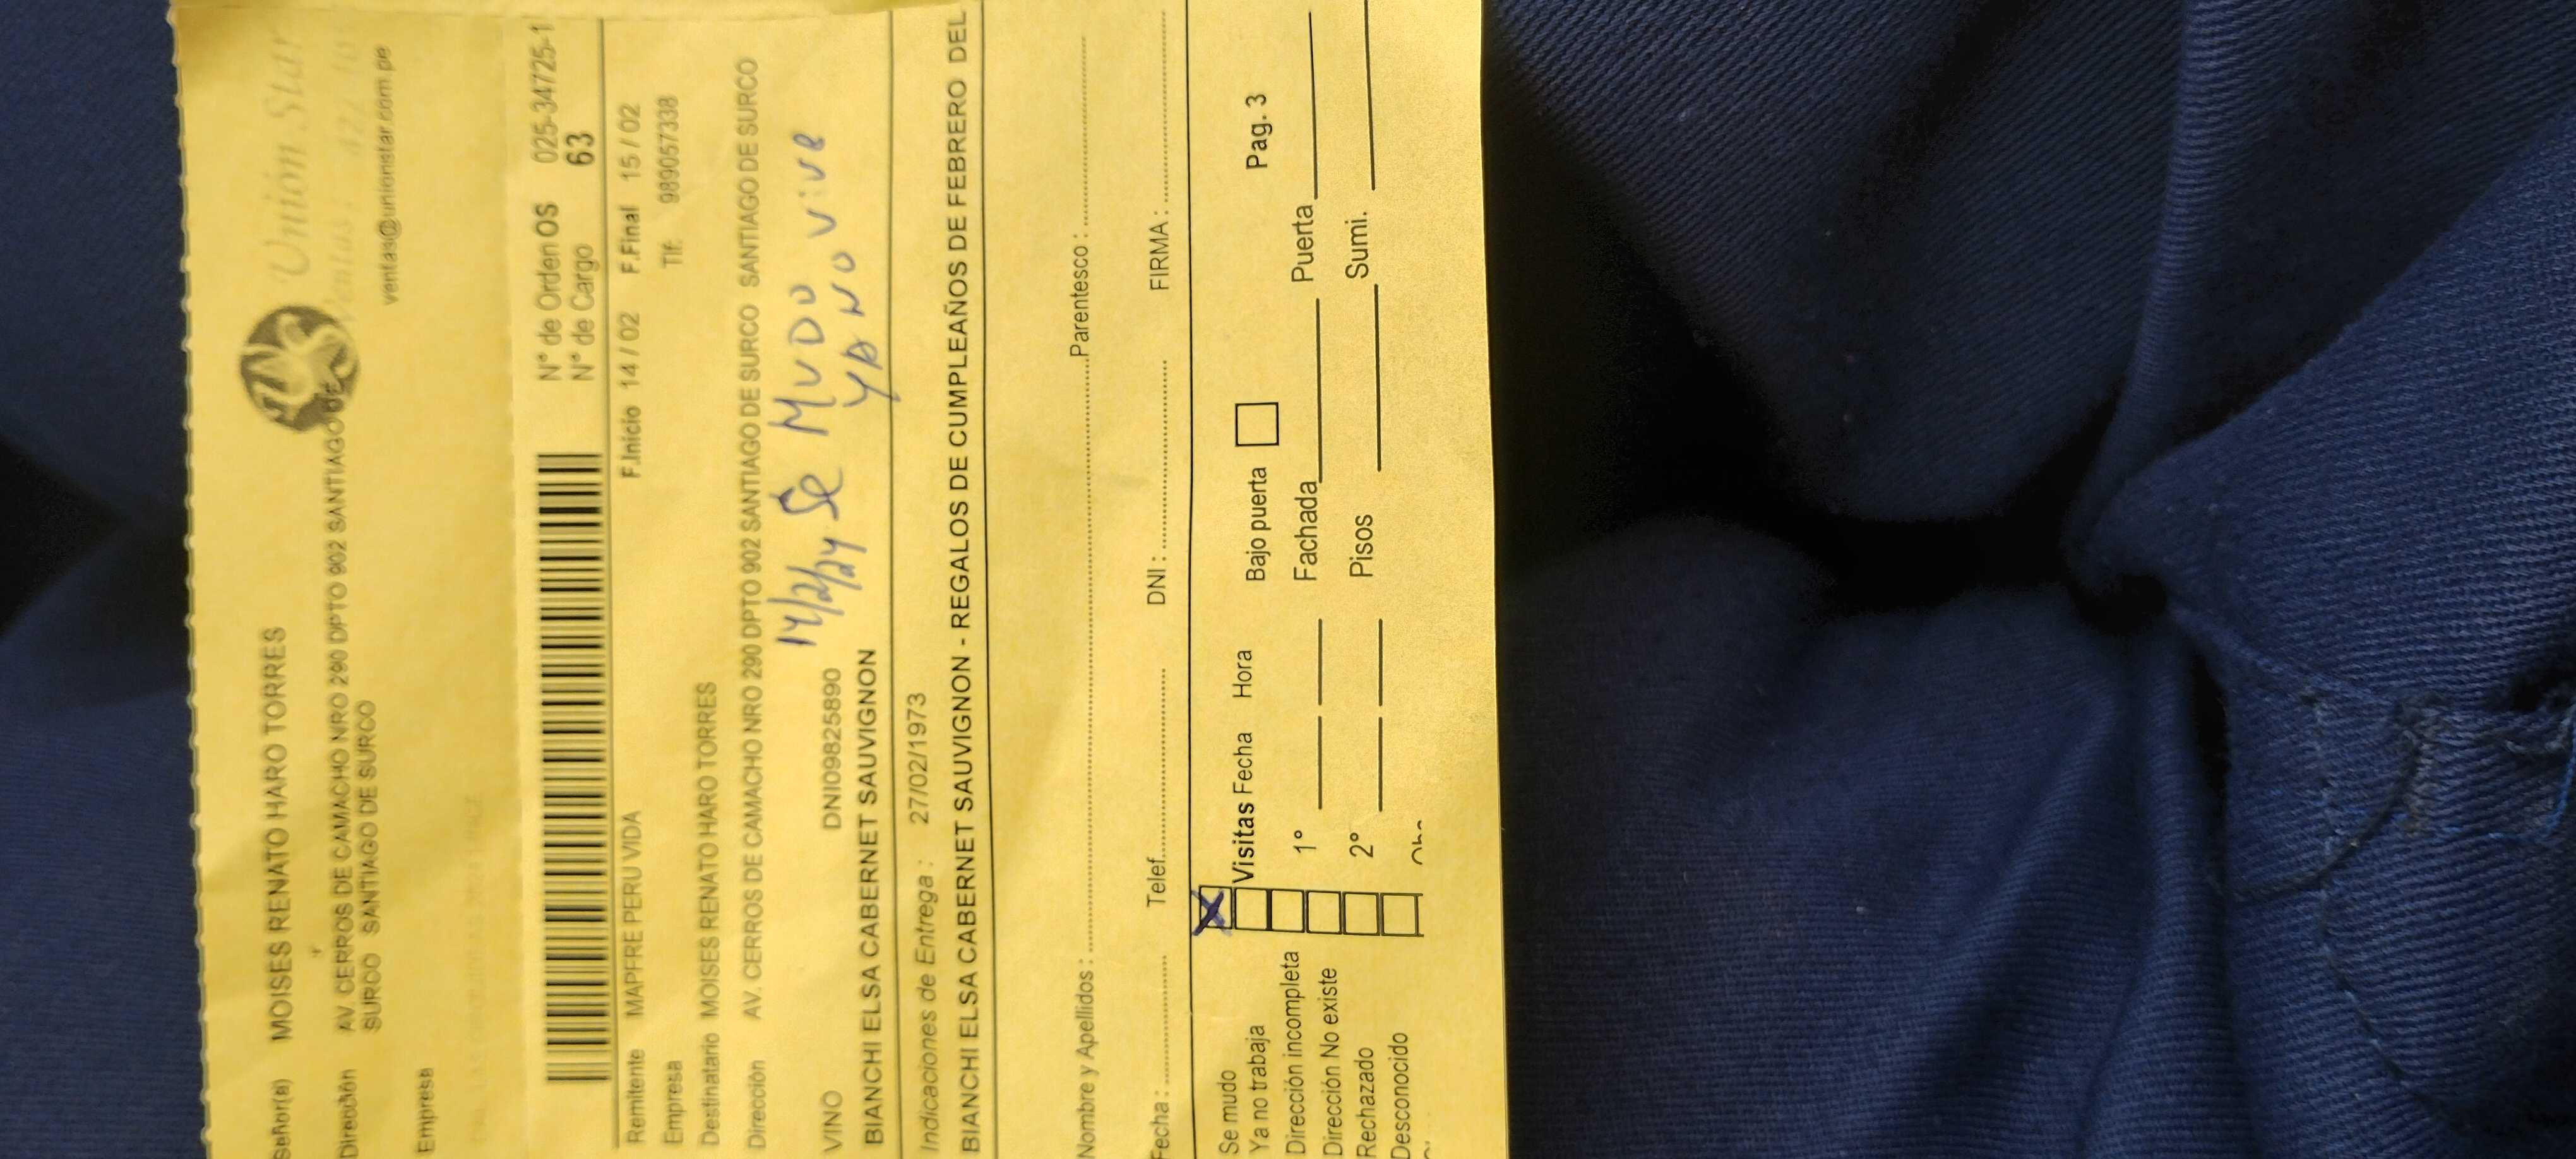 Unión Star
ventas@unionstar.com.pe
Señor(a) MOISES RENATO HARO TORRES
Dirección AV. CERROS DE CAMACHO NRO 290 DPTO 902 SANTIAGO DE
SURCO SANTIAGO DE SURCO
Empresa
N° de Orden OS 025-34725-1
N° de Cargo 63
F.Inicio 14 / 02 F.Final 15 / 02
Remitente MAPFRE PERU VIDA
Empresa Tlf. 989057338
Destinatario MOISES RENATO HARO TORRES
Dirección AV. CERROS DE CAMACHO NRO 290 DPTO 902 SANTIAGO DE SURCO SANTIAGO DE SURCO
14/2/24 Se MUDO
YA NO Vive
VINO DNI09825890
BIANCHI ELSA CABERNET SAUVIGNON
Indicaciones de Entrega : 27/02/1973
BIANCHI ELSA CABERNET SAUVIGNON - REGALOS DE CUMPLEAÑOS DE FEBRERO DEL
Nombre y Apellidos : Parentesco :
Fecha : Telef. DNI : FIRMA :
Se mudo X
Ya no trabaja Visitas Fecha Hora Bajo puerta Pag. 3
Dirección incompleta
Dirección No existe 1° Fachada Puerta
Rechazado 2° Pisos Sumi.
Desconocido